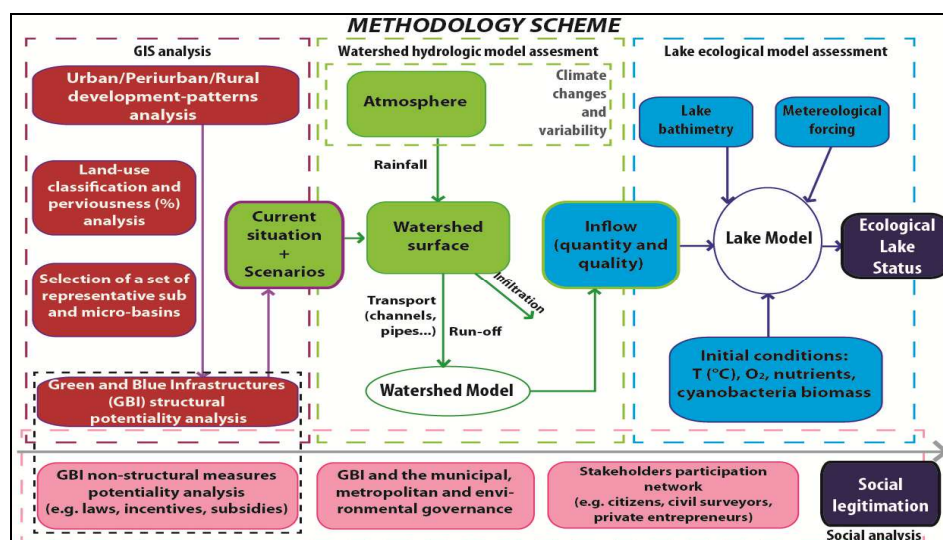 METHODOLOGY SCHEME
GIS analysis
Urban/Periurban/Rural
development-patterns
analysis
Land-use
classification and
perviousness (%)
analysis
Selection of a set of
representative sub
and micro-basins
Green and Blue Infrastructures
(GBI) structural
potentiality analysis
Current
situation
+
Scenarios
Watershed hydrologic model assesment
Atmosphere
Climate
changes
and
variability
Rainfall
Watershed
surface
Infiltration
Transport
(channels,
pipes...)
Run-off
Watershed Model
Inflow
(quantity and
quality)
Lake ecological model assessment
Lake
bathimetry
Metereological
forcing
Lake Model
Ecological
Lake
Status
Initial conditions:
T (°C), O₂, nutrients,
cyanobacteria biomass
GBI non-structural measures
potentiality analysis
(e.g. laws, incentives, subsidies)
GBI and the municipal,
metropolitan and envi-
ronmental governance
Stakeholders participation
network
(e.g. citizens, civil surveyors,
private entrepreneurs)
Social
legitimation
Social analysis